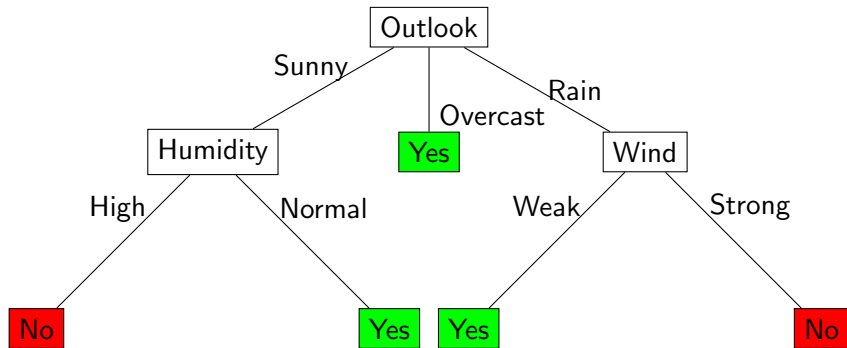 Outlook
Sunny
Rain
Overcast
Humidity
Yes
Wind
High
Normal
Weak
Strong
No
Yes
Yes
No